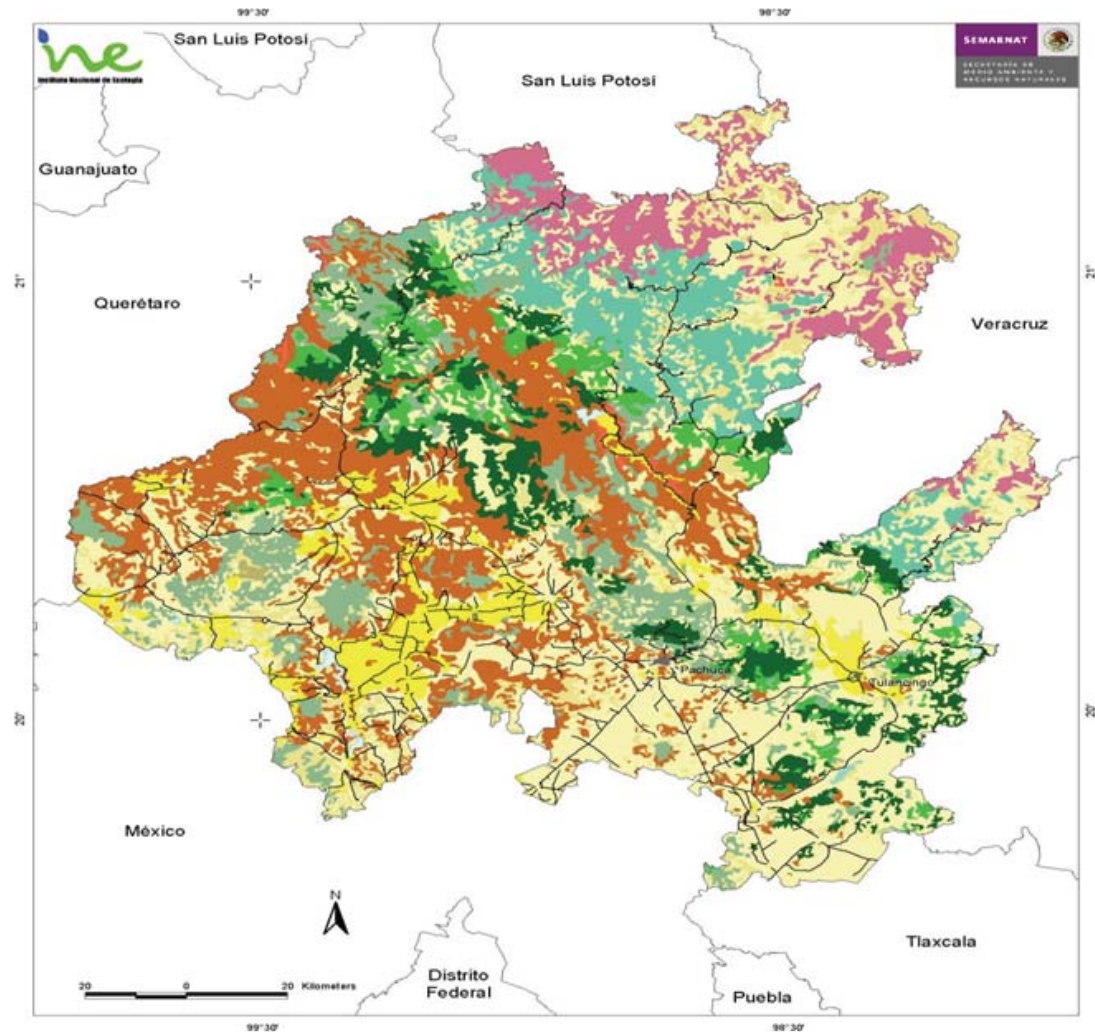 99°30'
98°30'
ine
Instituto Nacional de Ecología
San Luis Potosi
San Luis Potosi
SEMARNAT
SECRETARÍA DE
MEDIO AMBIENTE Y
RECURSOS NATURALES
Guanajuato
21°
Querétaro
21°
Veracruz
Pachuca
Tulancingo
20°
20°
México
N
Tlaxcala
Distrito
Federal
Puebla
20
0
20
Kilometers
99°30'
98°30'